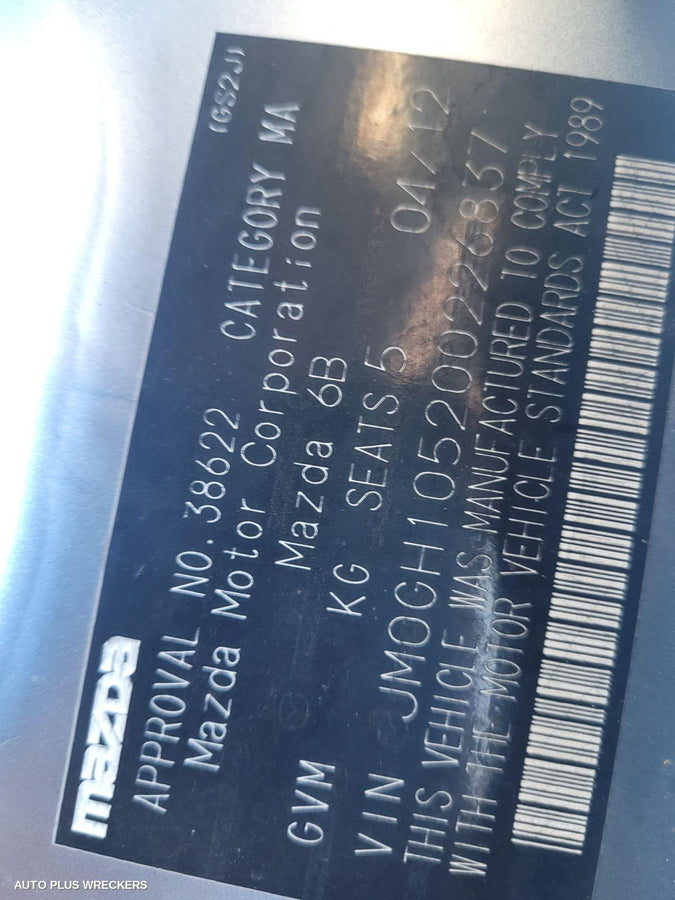 mazda (GS2J)
APPROVAL NO.38622 CATEGORY MA
Mazda Motor Corporation
Mazda 6B
GVM KG SEATS 5 04/12
VIN JM0GH105200226837
THIS VEHICLE WAS MANUFACTURED TO COMPLY
WITH THE MOTOR VEHICLE STANDARDS ACT 1989
AUTO PLUS WRECKERS